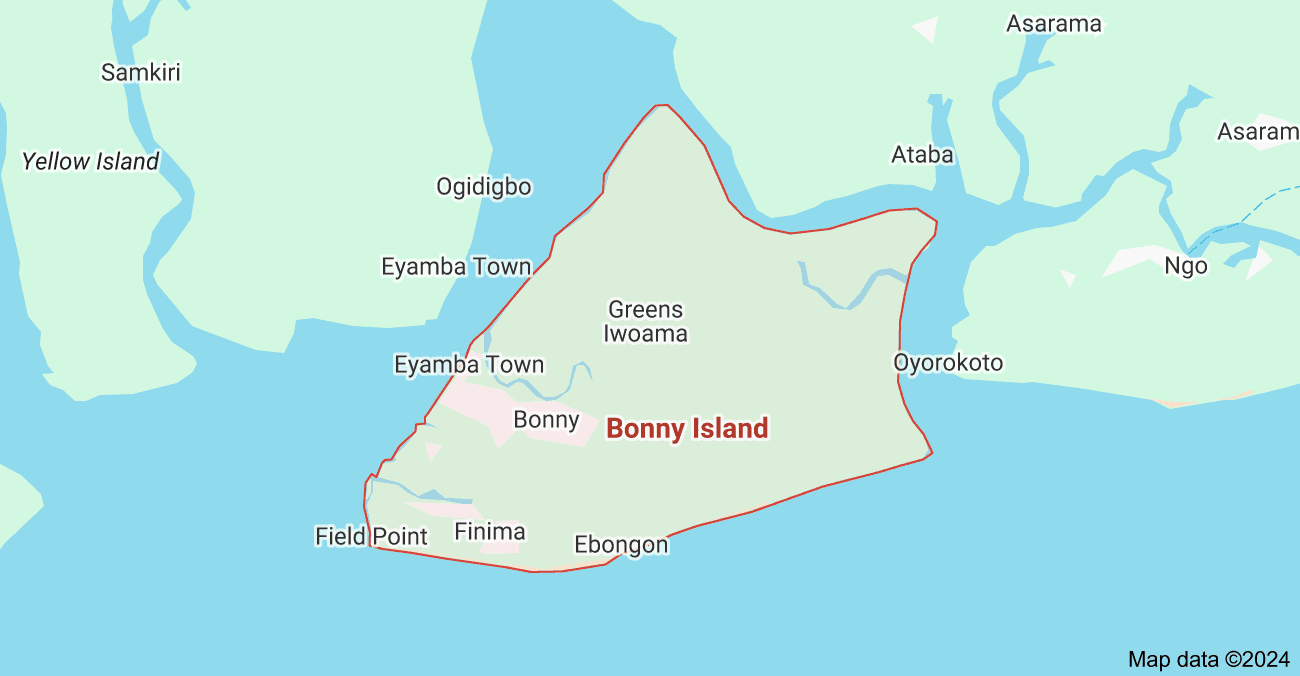 Asarama
Samkiri
Asaram
Ataba
Yellow Island
Ogidigbo
Eyamba Town
Ngo
Greens
Iwoama
Oyorokoto
Eyamba Town
Bonny
Bonny Island
Finima
Field Point
Ebongon
Map data ©2024